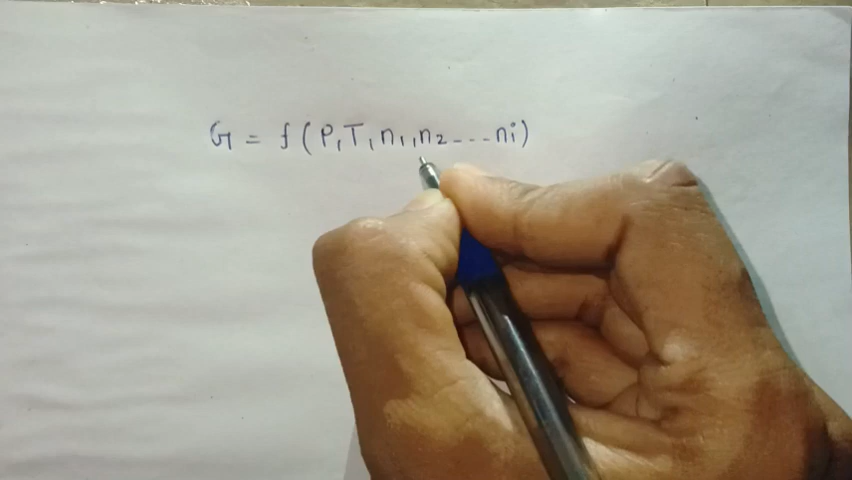 G = f (P, T, n1, n2 --- ni)